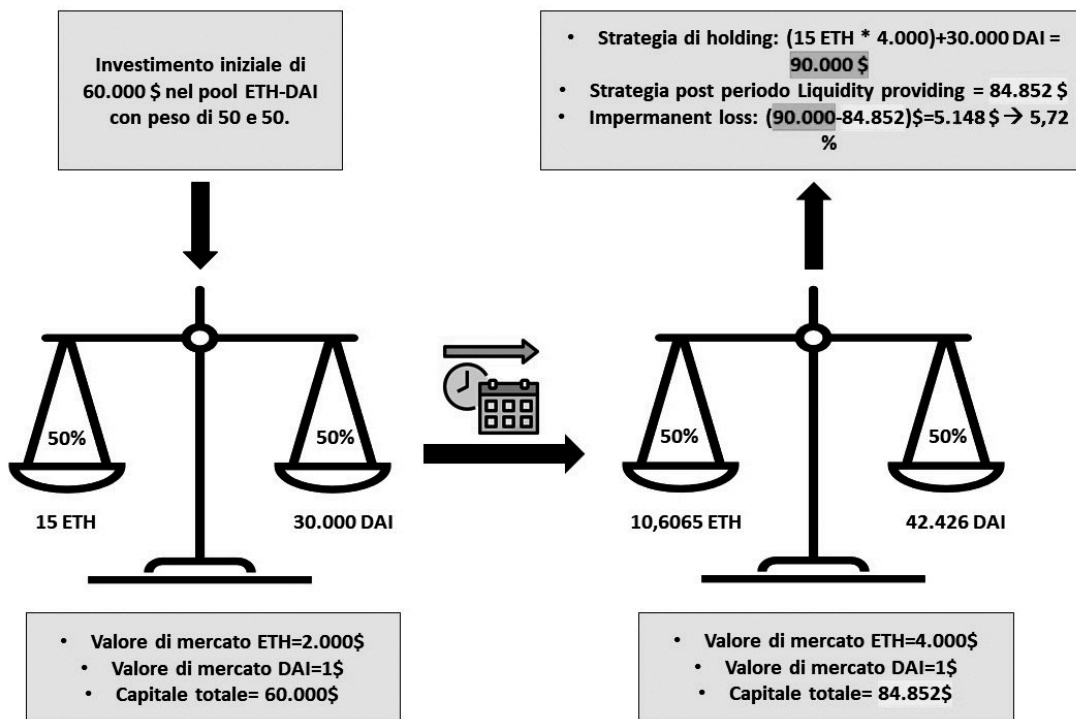 Investimento iniziale di
60.000 $ nel pool ETH-DAI
con peso di 50 e 50.
• Strategia di holding: (15 ETH * 4.000)+30.000 DAI =
90.000 $
• Strategia post periodo Liquidity providing = 84.852 $
• Impermanent loss: (90.000-84.852)$=5.148 $ → 5,72
%
50%
50%
15 ETH
30.000 DAI
50%
50%
10,6065 ETH
42.426 DAI
• Valore di mercato ETH=2.000$
• Valore di mercato DAI=1$
• Capitale totale= 60.000$
• Valore di mercato ETH=4.000$
• Valore di mercato DAI=1$
• Capitale totale= 84.852$